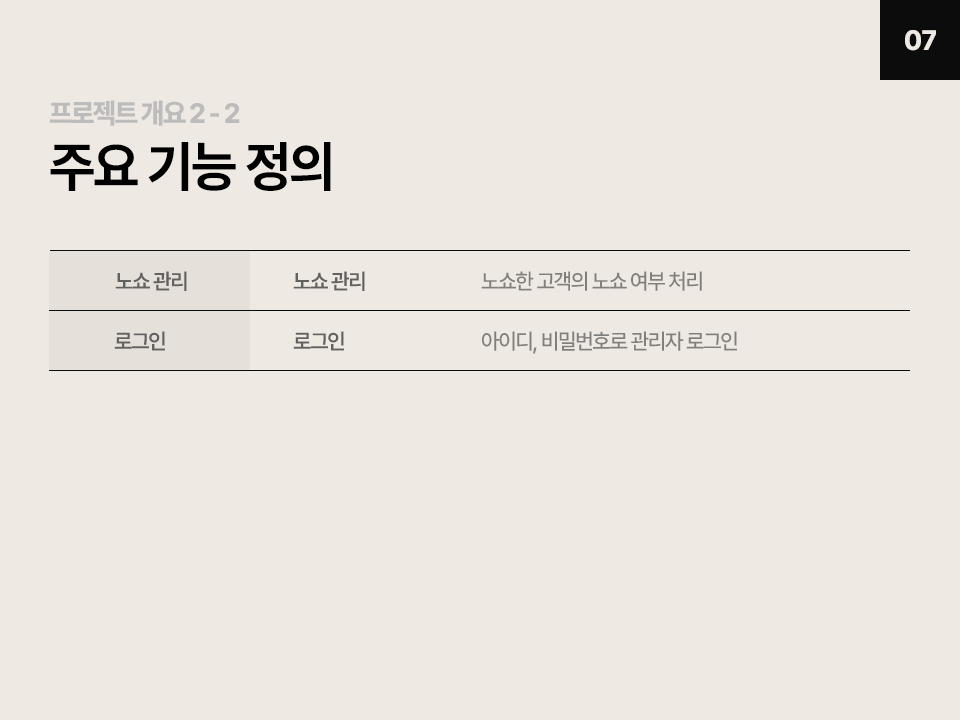 07
프로젝트 개요 2 - 2
주요 기능 정의
노쇼 관리 노쇼 관리 노쇼한 고객의 노쇼 여부 처리
로그인 로그인 아이디, 비밀번호로 관리자 로그인